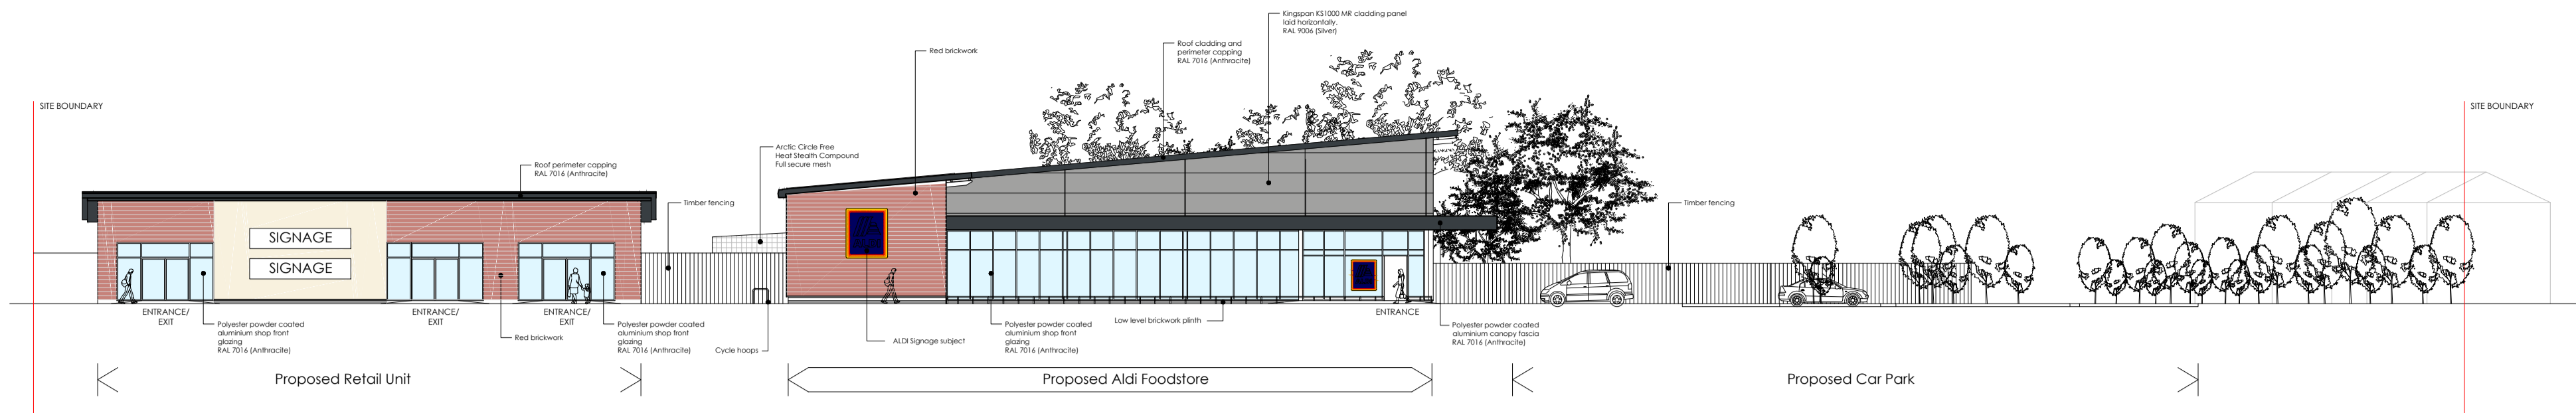 Kingspan KS1000 MR cladding panel
laid horizontally.
RAL 9006 (Silver)
Roof cladding and
perimeter capping
RAL 7016 (Anthracite)
Red brickwork
SITE BOUNDARY
SITE BOUNDARY
Arctic Circle Free
Heat Stealth Compound
Full secure mesh
Roof perimeter capping
RAL 7016 (Anthracite)
Timber fencing
Timber fencing
SIGNAGE
SIGNAGE
ENTRANCE/
EXIT
ENTRANCE/
EXIT
ENTRANCE/
EXIT
ENTRANCE
Polyester powder coated
aluminium shop front
glazing
RAL 7016 (Anthracite)
Red brickwork
Polyester powder coated
aluminium shop front
glazing
RAL 7016 (Anthracite)
Cycle hoops
ALDI Signage subject
Polyester powder coated
aluminium shop front
glazing
RAL 7016 (Anthracite)
Low level brickwork plinth
Polyester powder coated
aluminium canopy fascia
RAL 7016 (Anthracite)
Proposed Retail Unit
Proposed Aldi Foodstore
Proposed Car Park